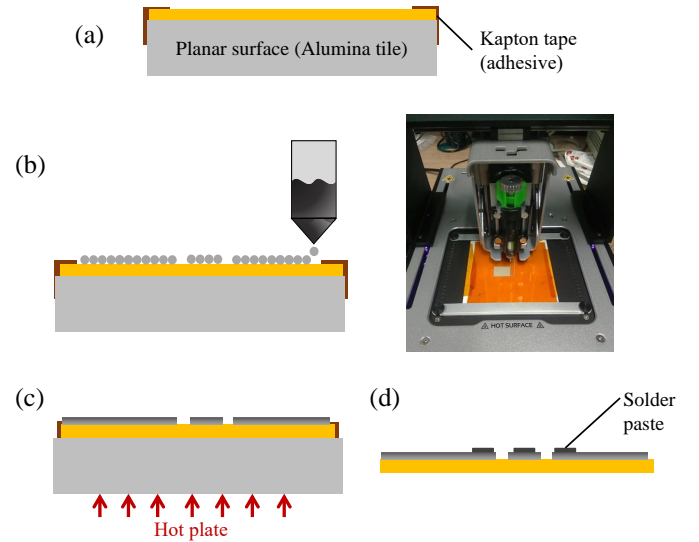 (a)
Planar surface (Alumina tile)
Kapton tape
(adhesive)
(b)
HOT SURFACE
(c)
Hot plate
(d)
Solder
paste